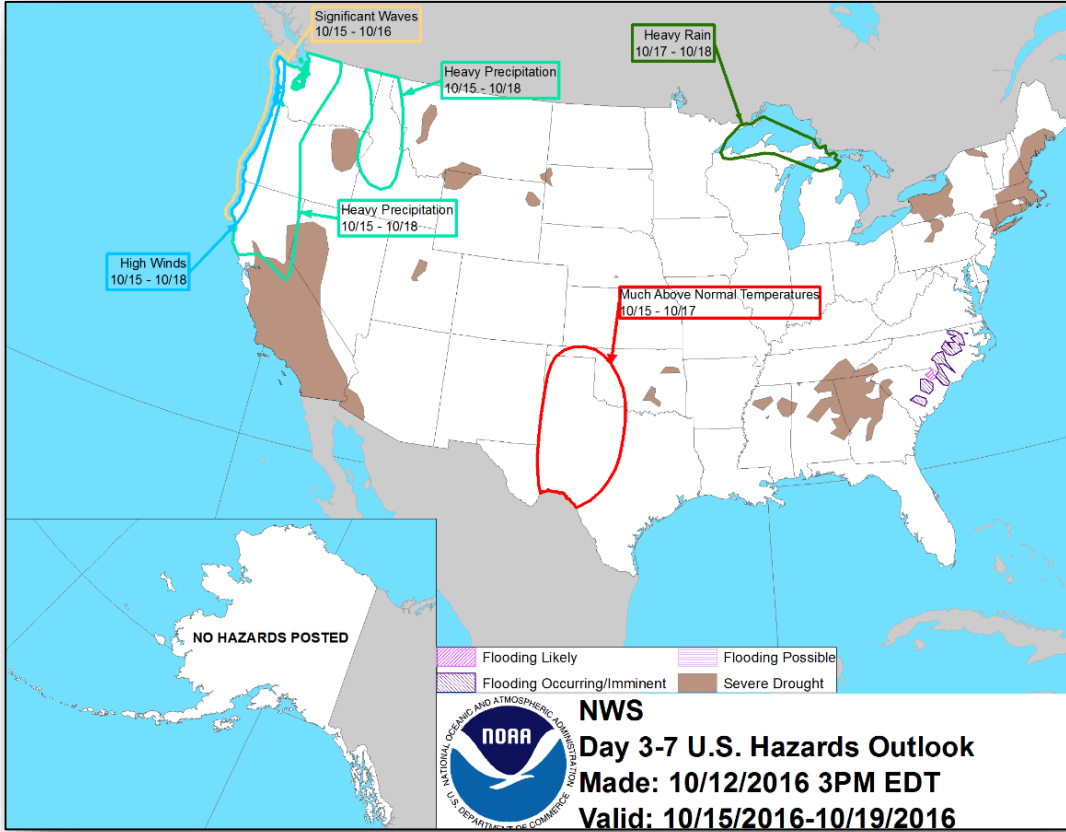 Significant Waves
10/15 - 10/16
Heavy Rain
10/17 - 10/18
Heavy Precipitation
10/15 - 10/18
Heavy Precipitation
10/15 - 10/18
High Winds
10/15 - 10/18
Much Above Normal Temperatures
10/15 - 10/17
NO HAZARDS POSTED
Flooding Likely
Flooding Possible
Flooding Occurring/Imminent
Severe Drought
NATIONAL OCEANIC AND ATMOSPHERIC ADMINISTRATION
NOAA
U.S. DEPARTMENT OF COMMERCE
NWS
Day 3-7 U.S. Hazards Outlook
Made: 10/12/2016 3PM EDT
Valid: 10/15/2016-10/19/2016